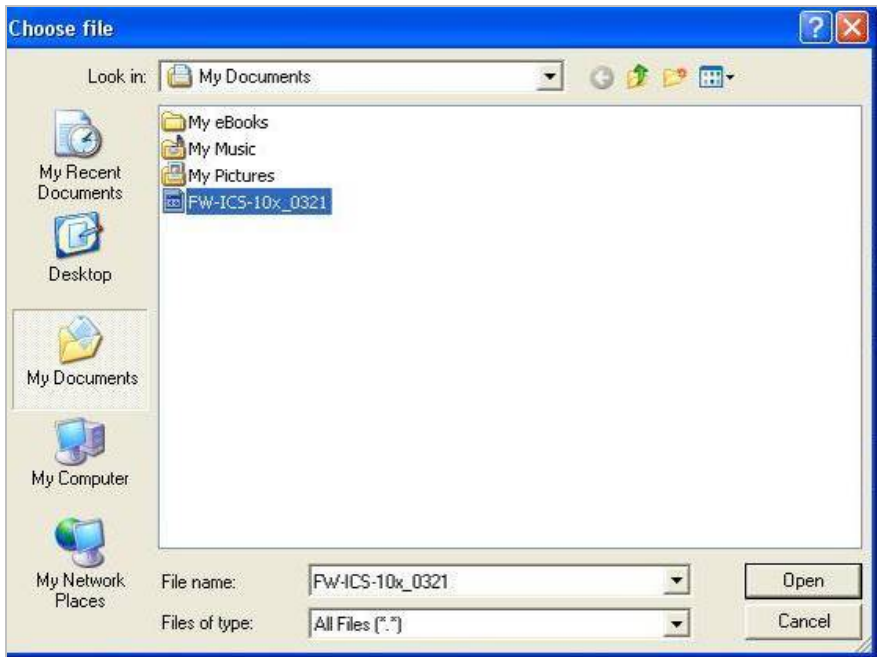 Choose file
Look in: My Documents
My eBooks
My Music
My Pictures
FW-ICS-10x_0321
My Recent
Documents
Desktop
My Documents
My Computer
My Network
Places
File name: FW-ICS-10x_0321 Open
Files of type: All Files (*.*) Cancel